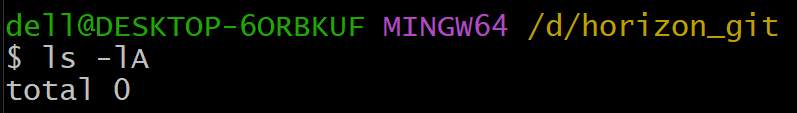 dell@DESKTOP-6ORBKUF MINGW64 /d/horizon_git
$ ls -lA
total 0